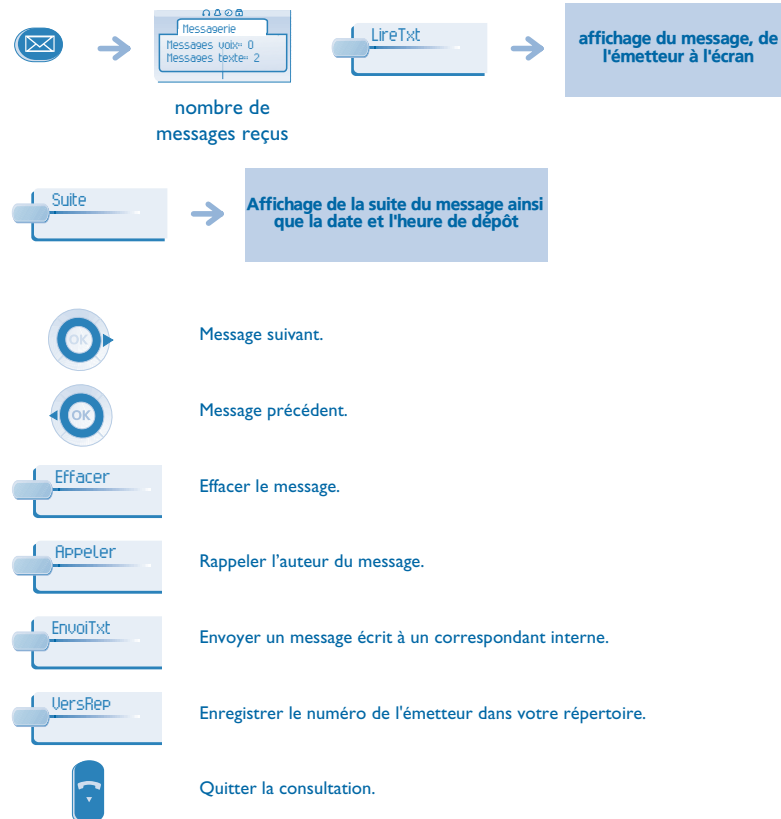 Messagerie
Messages voix: 0
Messages texte: 2
LireTxt
affichage du message, de
l'émetteur à l'écran
nombre de
messages reçus
Suite
Affichage de la suite du message ainsi
que la date et l'heure de dépôt
OK
Message suivant.
OK
Message précédent.
Effacer
Effacer le message.
Appeler
Rappeler l'auteur du message.
EnvoiTxt
Envoyer un message écrit à un correspondant interne.
VersRep
Enregistrer le numéro de l'émetteur dans votre répertoire.
Quitter la consultation.